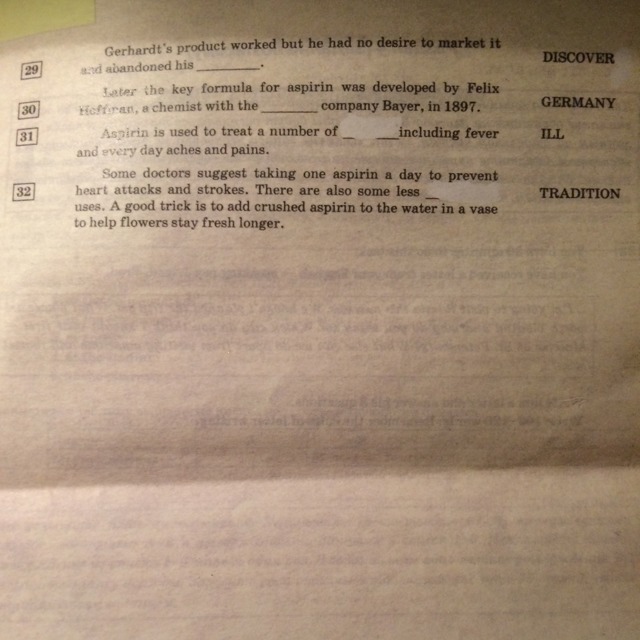 Gerhardt's product worked but he had no desire to market it DISCOVER
29 and abandoned his ________.
Later the key formula for aspirin was developed by Felix
30 Hoffman, a chemist with the ________ company Bayer, in 1897. GERMANY
31 Aspirin is used to treat a number of ________ including fever ILL
and every day aches and pains.
Some doctors suggest taking one aspirin a day to prevent
32 heart attacks and strokes. There are also some less _ TRADITION
uses. A good trick is to add crushed aspirin to the water in a vase
to help flowers stay fresh longer.